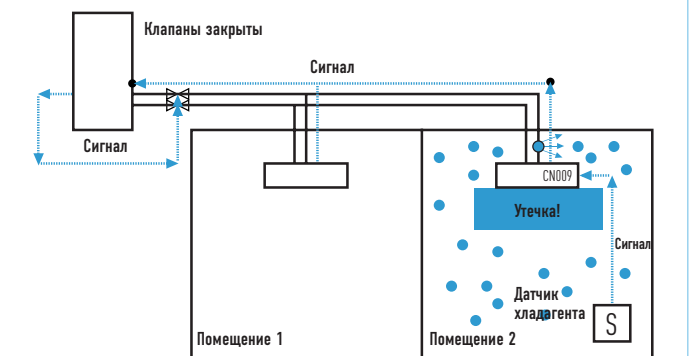 Клапаны закрыты
Сигнал
Сигнал
CN009
Утечка!
Сигнал
Датчик
хладагента
S
Помещение 1
Помещение 2